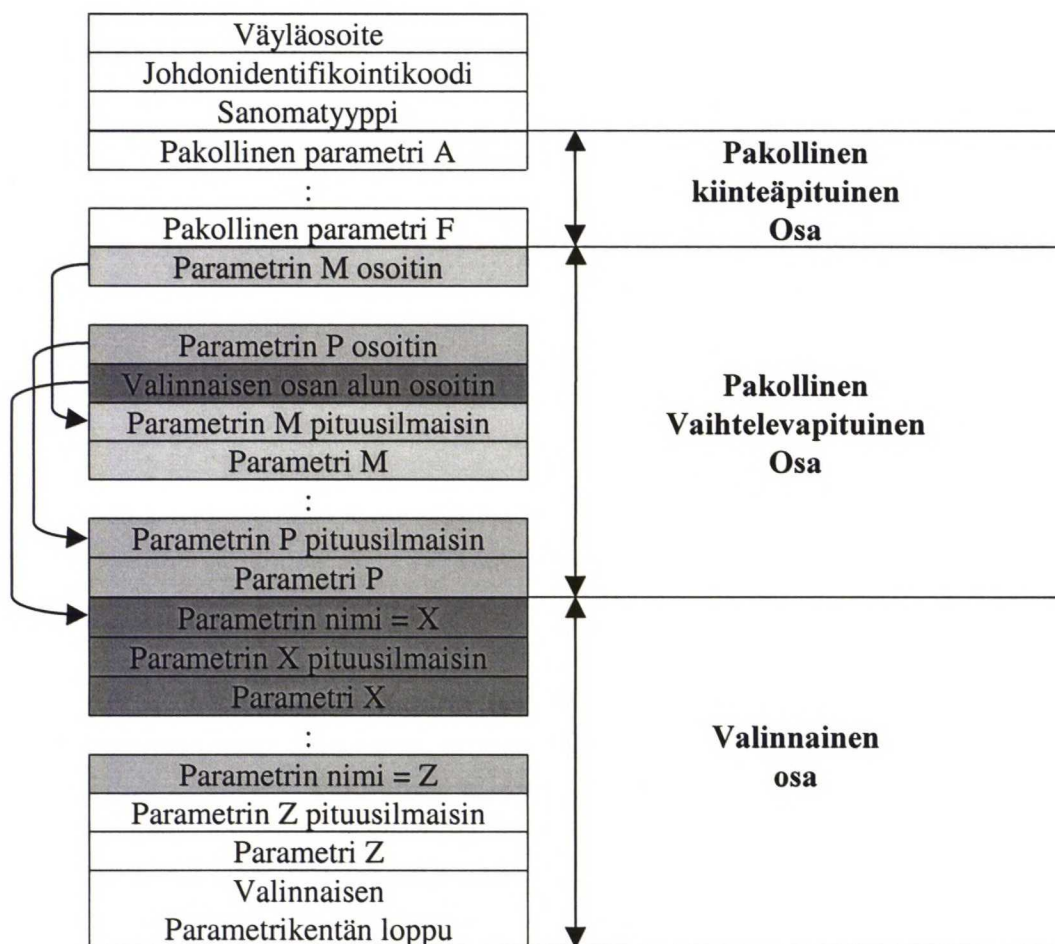 Väyläosoite
Johdonidentifikointikoodi
Sanomatyyppi
Pakollinen parametri A
:
Pakollinen parametri F
Parametrin M osoitin
Parametrin P osoitin
Valinnaisen osan alun osoitin
Parametrin M pituusilmaisin
Parametri M
:
Parametrin P pituusilmaisin
Parametri P
Parametrin nimi = X
Parametrin X pituusilmaisin
Parametri X
:
Parametrin nimi = Z
Parametrin Z pituusilmaisin
Parametri Z
Valinnaisen
Parametrikentän loppu
Pakollinen
kiinteäpituinen
Osa
Pakollinen
Vaihtelevapituinen
Osa
Valinnainen
osa